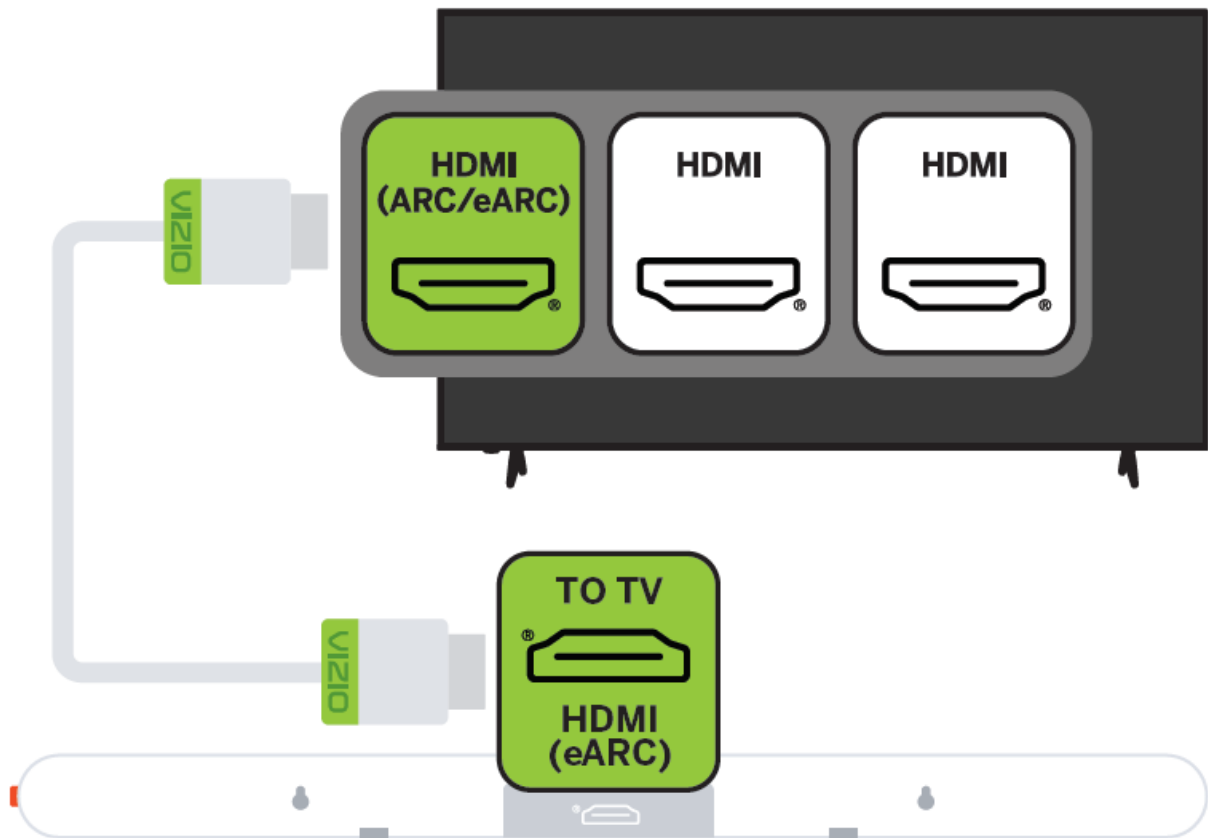 HDMI
(ARC/eARC)
®
HDMI
®
HDMI
®
VIZIO
TO TV
®
HDMI
(eARC)
VIZIO
®